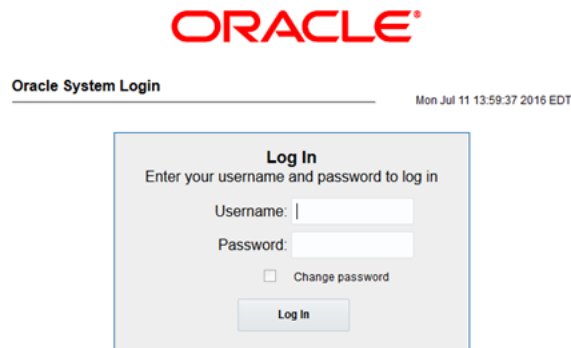 ORACLE®
Oracle System Login
Mon Jul 11 13:59:37 2016 EDT
Log In
Enter your username and password to log in
Username:
Password:
Change password
Log In